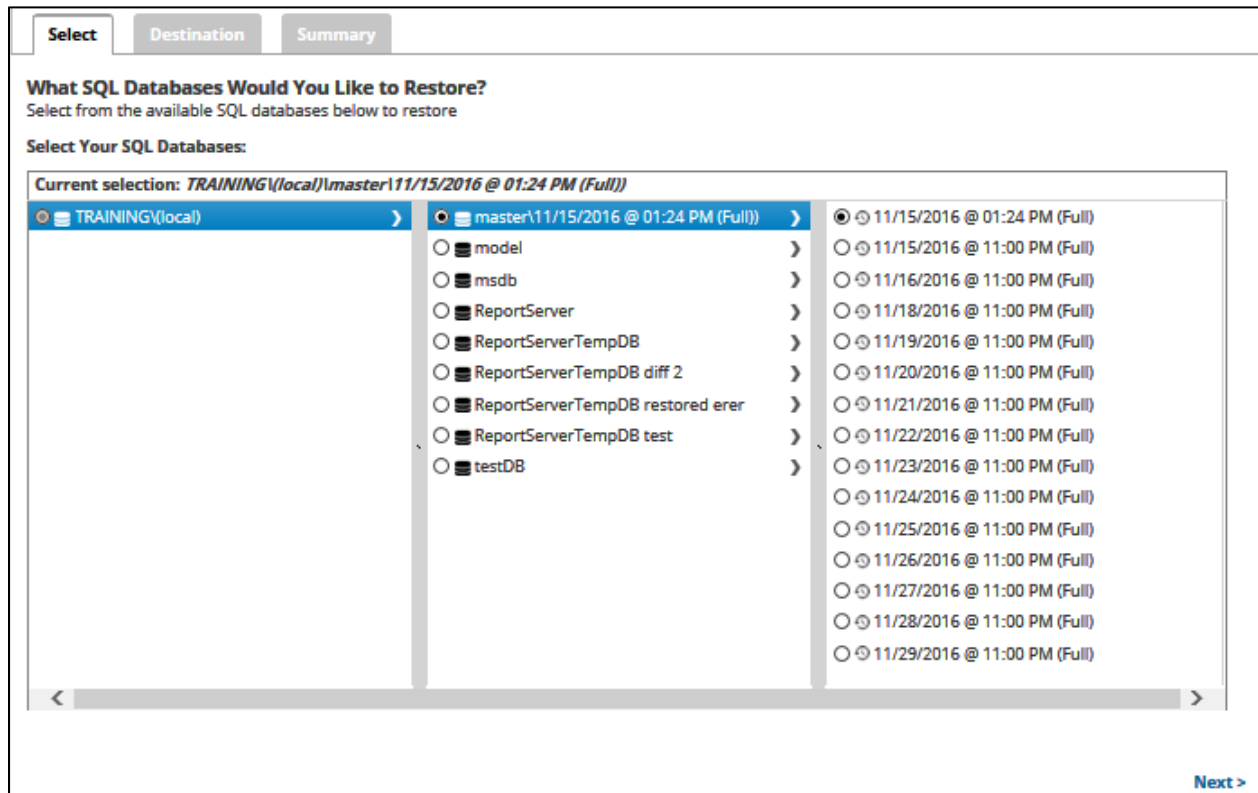 Select
Destination
Summary
What SQL Databases Would You Like to Restore?
Select from the available SQL databases below to restore
Select Your SQL Databases:
Current selection: TRAINING\(local)\master\11/15/2016 @ 01:24 PM (Full))
TRAINING\(local)
master\11/15/2016 @ 01:24 PM (Full))
model
msdb
ReportServer
ReportServerTempDB
ReportServerTempDB diff 2
ReportServerTempDB restored erer
ReportServerTempDB test
testDB
11/15/2016 @ 01:24 PM (Full)
11/15/2016 @ 11:00 PM (Full)
11/16/2016 @ 11:00 PM (Full)
11/18/2016 @ 11:00 PM (Full)
11/19/2016 @ 11:00 PM (Full)
11/20/2016 @ 11:00 PM (Full)
11/21/2016 @ 11:00 PM (Full)
11/22/2016 @ 11:00 PM (Full)
11/23/2016 @ 11:00 PM (Full)
11/24/2016 @ 11:00 PM (Full)
11/25/2016 @ 11:00 PM (Full)
11/26/2016 @ 11:00 PM (Full)
11/27/2016 @ 11:00 PM (Full)
11/28/2016 @ 11:00 PM (Full)
11/29/2016 @ 11:00 PM (Full)
Next >